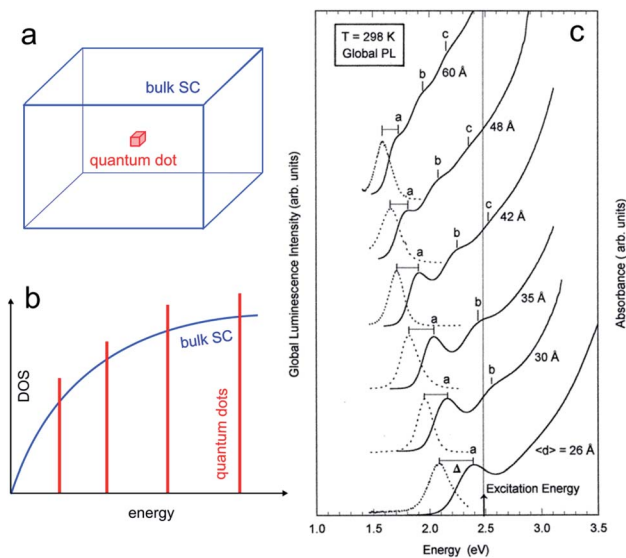 a
bulk SC
quantum dot
b
DOS
bulk SC
quantum dots
energy
c
T = 298 K
Global PL
Global Luminescence Intensity (arb. units)
Absorbance ( arb. units)
c
b
a
60 Å
c
b
a
48 Å
c
b
a
42 Å
b
a
35 Å
b
a
30 Å
a
Δ
<d> = 26 Å
Excitation Energy
1.0 1.5 2.0 2.5 3.0 3.5
Energy (eV)